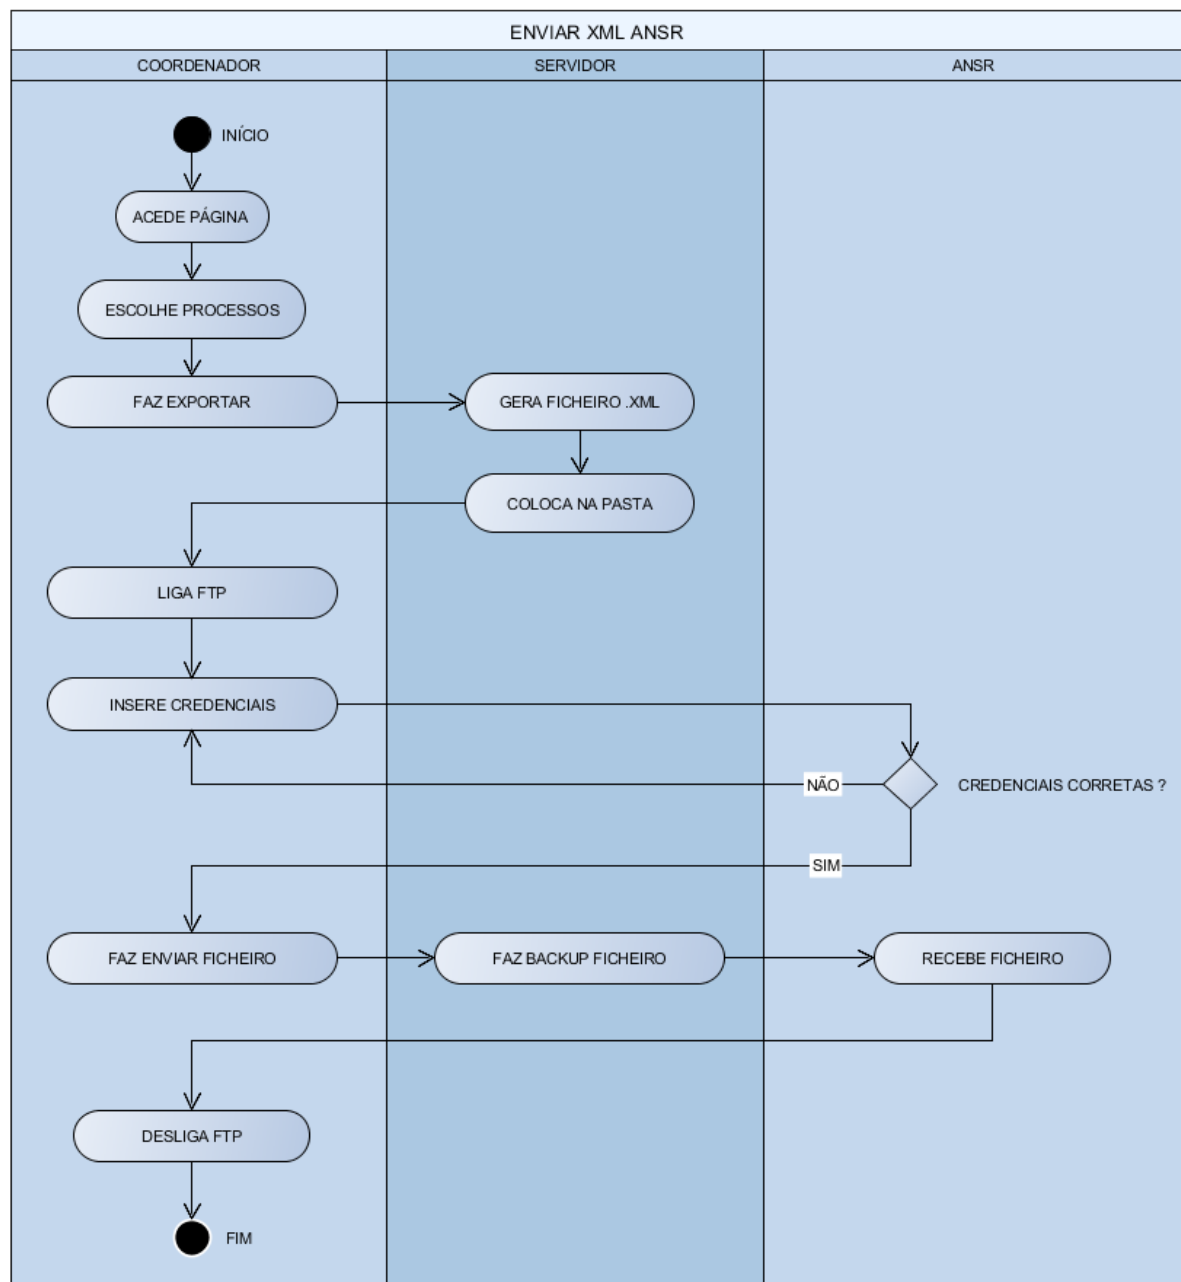 ENVIAR XML ANSR
COORDENADOR
SERVIDOR
ANSR
INÍCIO
ACEDE PÁGINA
ESCOLHE PROCESSOS
FAZ EXPORTAR
GERA FICHEIRO .XML
COLOCA NA PASTA
LIGA FTP
INSERE CREDENCIAIS
NÃO
CREDENCIAIS CORRETAS ?
SIM
FAZ ENVIAR FICHEIRO
FAZ BACKUP FICHEIRO
RECEBE FICHEIRO
DESLIGA FTP
FIM